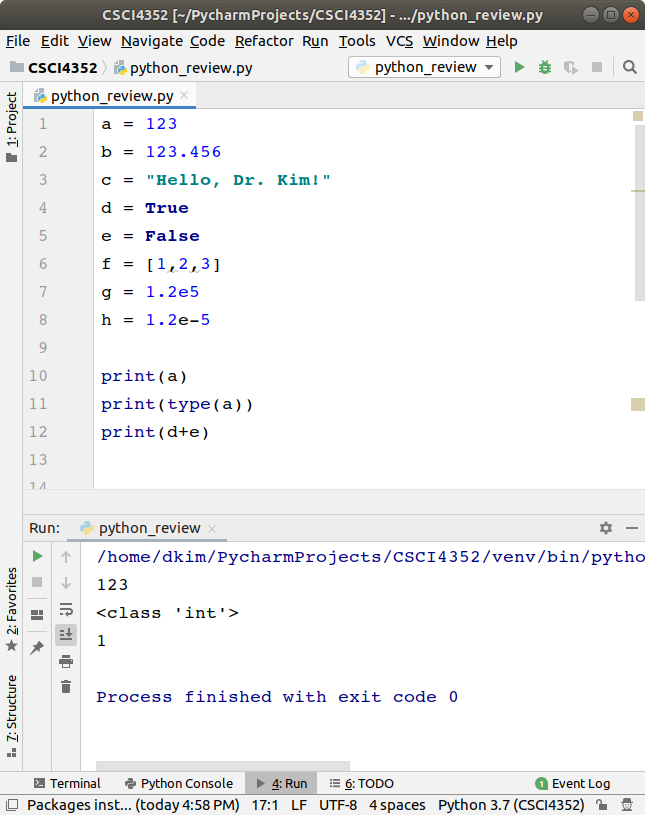 CSCI4352 [~/PycharmProjects/CSCI4352] - .../python_review.py
File Edit View Navigate Code Refactor Run Tools VCS Window Help
CSCI4352 python_review.py python_review
1: Project
python_review.py
1 a = 123
2 b = 123.456
3 c = "Hello, Dr. Kim!"
4 d = True
5 e = False
6 f = [1,2,3]
7 g = 1.2e5
8 h = 1.2e-5
9
10 print(a)
11 print(type(a))
12 print(d+e)
13
14
Run: python_review
/home/dkim/PycharmProjects/CSCI4352/venv/bin/pytho
123
<class 'int'>
1
Process finished with exit code 0
2: Favorites
7: Structure
Terminal Python Console 4: Run 6: TODO 1 Event Log
Packages inst... (today 4:58 PM) 17:1 LF UTF-8 4 spaces Python 3.7 (CSCI4352)